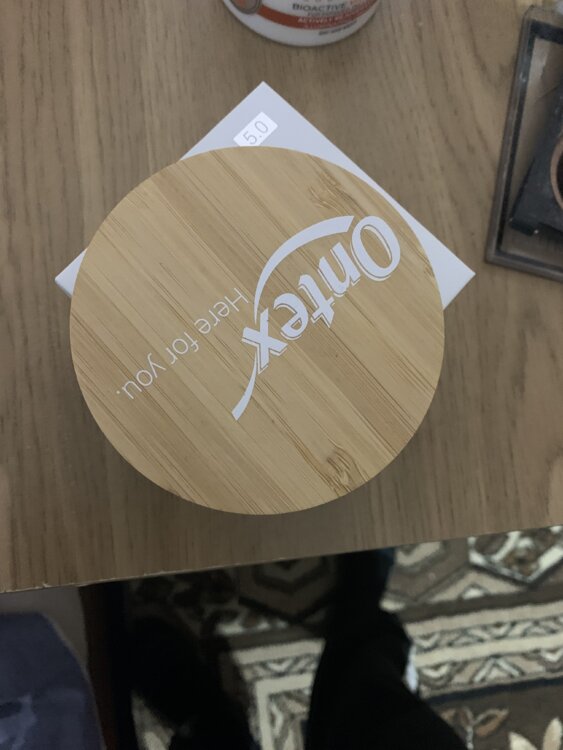 BIOACTIVE
5.0
Ontex
Here for you.